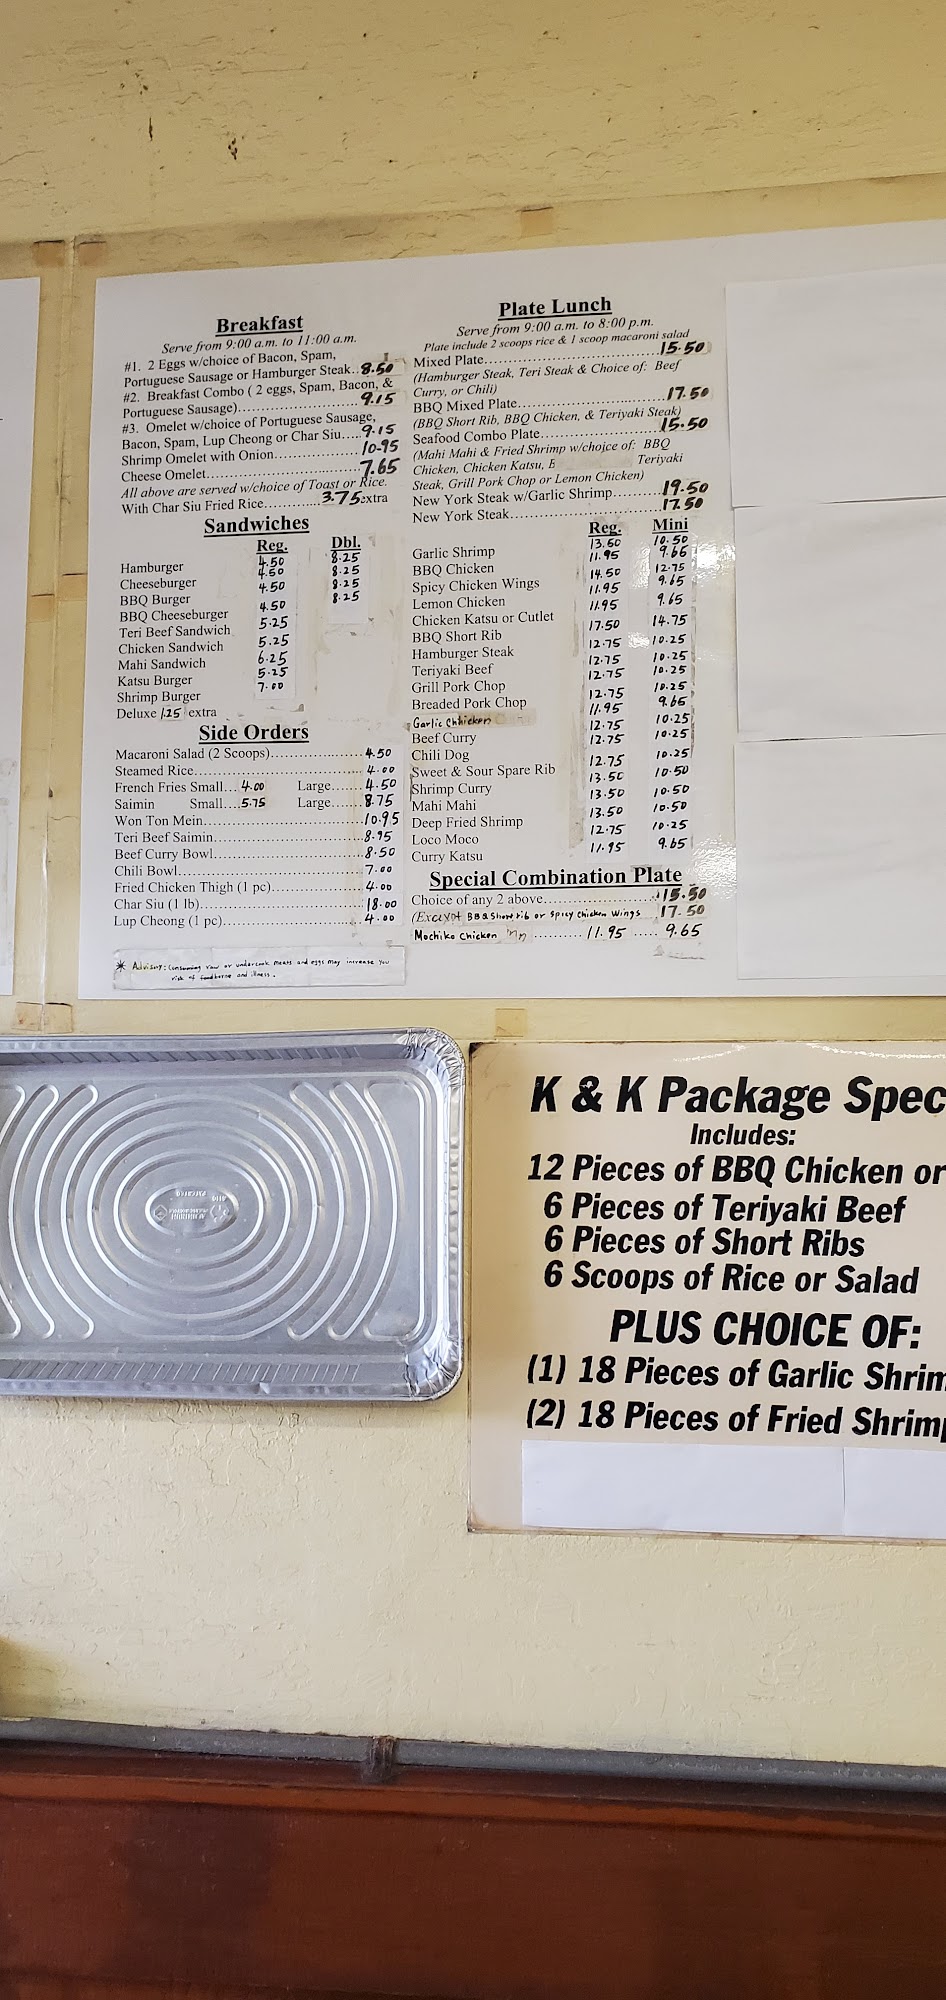 Breakfast
Serve from 9:00 a.m. to 11:00 a.m.
#1. 2 Eggs w/choice of Bacon, Spam,
Portuguese Sausage or Hamburger Steak..8.50
#2. Breakfast Combo ( 2 eggs, Spam, Bacon, &
Portuguese Sausage)........................9.15
#3. Omelet w/choice of Portuguese Sausage,
Bacon, Spam, Lup Cheong or Char Siu....9.15
Shrimp Omelet with Onion..................10.95
Cheese Omelet................................7.65
All above are served w/choice of Toast or Rice.
With Char Siu Fried Rice............3.75 extra
Sandwiches
Reg. Dbl.
Hamburger 4.50 8.25
Cheeseburger 4.50 8.25
BBQ Burger 4.50 8.25
BBQ Cheeseburger 4.50 8.25
Teri Beef Sandwich 5.25
Chicken Sandwich 5.25
Mahi Sandwich 6.25
Katsu Burger 5.25
Shrimp Burger 7.00
Deluxe 1.25 extra
Side Orders
Macaroni Salad (2 Scoops)......................4.50
Steamed Rice........................................4.00
French Fries Small...4.00 Large.......4.50
Saimin Small....5.75 Large.......8.75
Won Ton Mein......................................10.95
Teri Beef Saimin....................................8.95
Beef Curry Bowl....................................8.50
Chili Bowl............................................7.00
Fried Chicken Thigh (1 pc)......................4.00
Char Siu (1 lb)......................................18.00
Lup Cheong (1 pc)..................................4.00
* Advisory: Consuming raw or undercook meats and eggs may increase you
risk of foodborne and illness.
Plate Lunch
Serve from 9:00 a.m. to 8:00 p.m.
Plate include 2 scoops rice & 1 scoop macaroni salad
Mixed Plate......................................15.50
(Hamburger Steak, Teri Steak & Choice of: Beef
Curry, or Chili)
BBQ Mixed Plate................................17.50
(BBQ Short Rib, BBQ Chicken, & Teriyaki Steak)
Seafood Combo Plate...........................15.50
(Mahi Mahi & Fried Shrimp w/choice of: BBQ
Chicken, Chicken Katsu, B Teriyaki
Steak, Grill Pork Chop or Lemon Chicken)
New York Steak w/Garlic Shrimp.........19.50
New York Steak..................................17.50
Reg. Mini
Garlic Shrimp 13.50 10.50
BBQ Chicken 11.95 9.65
Spicy Chicken Wings 14.50 12.75
Lemon Chicken 11.95 9.65
Chicken Katsu or Cutlet 11.95 9.65
BBQ Short Rib 17.50 14.75
Hamburger Steak 12.75 10.25
Teriyaki Beef 12.75 10.25
Grill Pork Chop 12.75 10.25
Breaded Pork Chop 12.75 10.25
Garlic Chicken 11.95 9.65
Beef Curry 12.75 10.25
Chili Dog 12.75 10.25
Sweet & Sour Spare Rib 12.75 10.25
Shrimp Curry 13.50 10.50
Mahi Mahi 13.50 10.50
Deep Fried Shrimp 13.50 10.50
Loco Moco 12.75 10.25
Curry Katsu 11.95 9.65
Special Combination Plate
Choice of any 2 above.........................15.50
(Except BBQ Short rib or Spicy Chicken Wings 17.50
Mochiko Chicken ........... 11.95 ..... 9.65
K & K Package Spec
Includes:
12 Pieces of BBQ Chicken or
6 Pieces of Teriyaki Beef
6 Pieces of Short Ribs
6 Scoops of Rice or Salad
PLUS CHOICE OF:
(1) 18 Pieces of Garlic Shrim
(2) 18 Pieces of Fried Shrimp